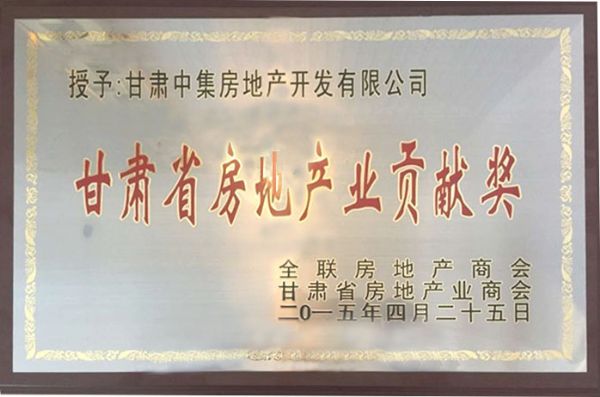 授予:甘肃中集房地产开发有限公司
甘肃省房地产业贡献奖
全联房地产商会
甘肃省房地产业商会
二0一五年四月二十五日